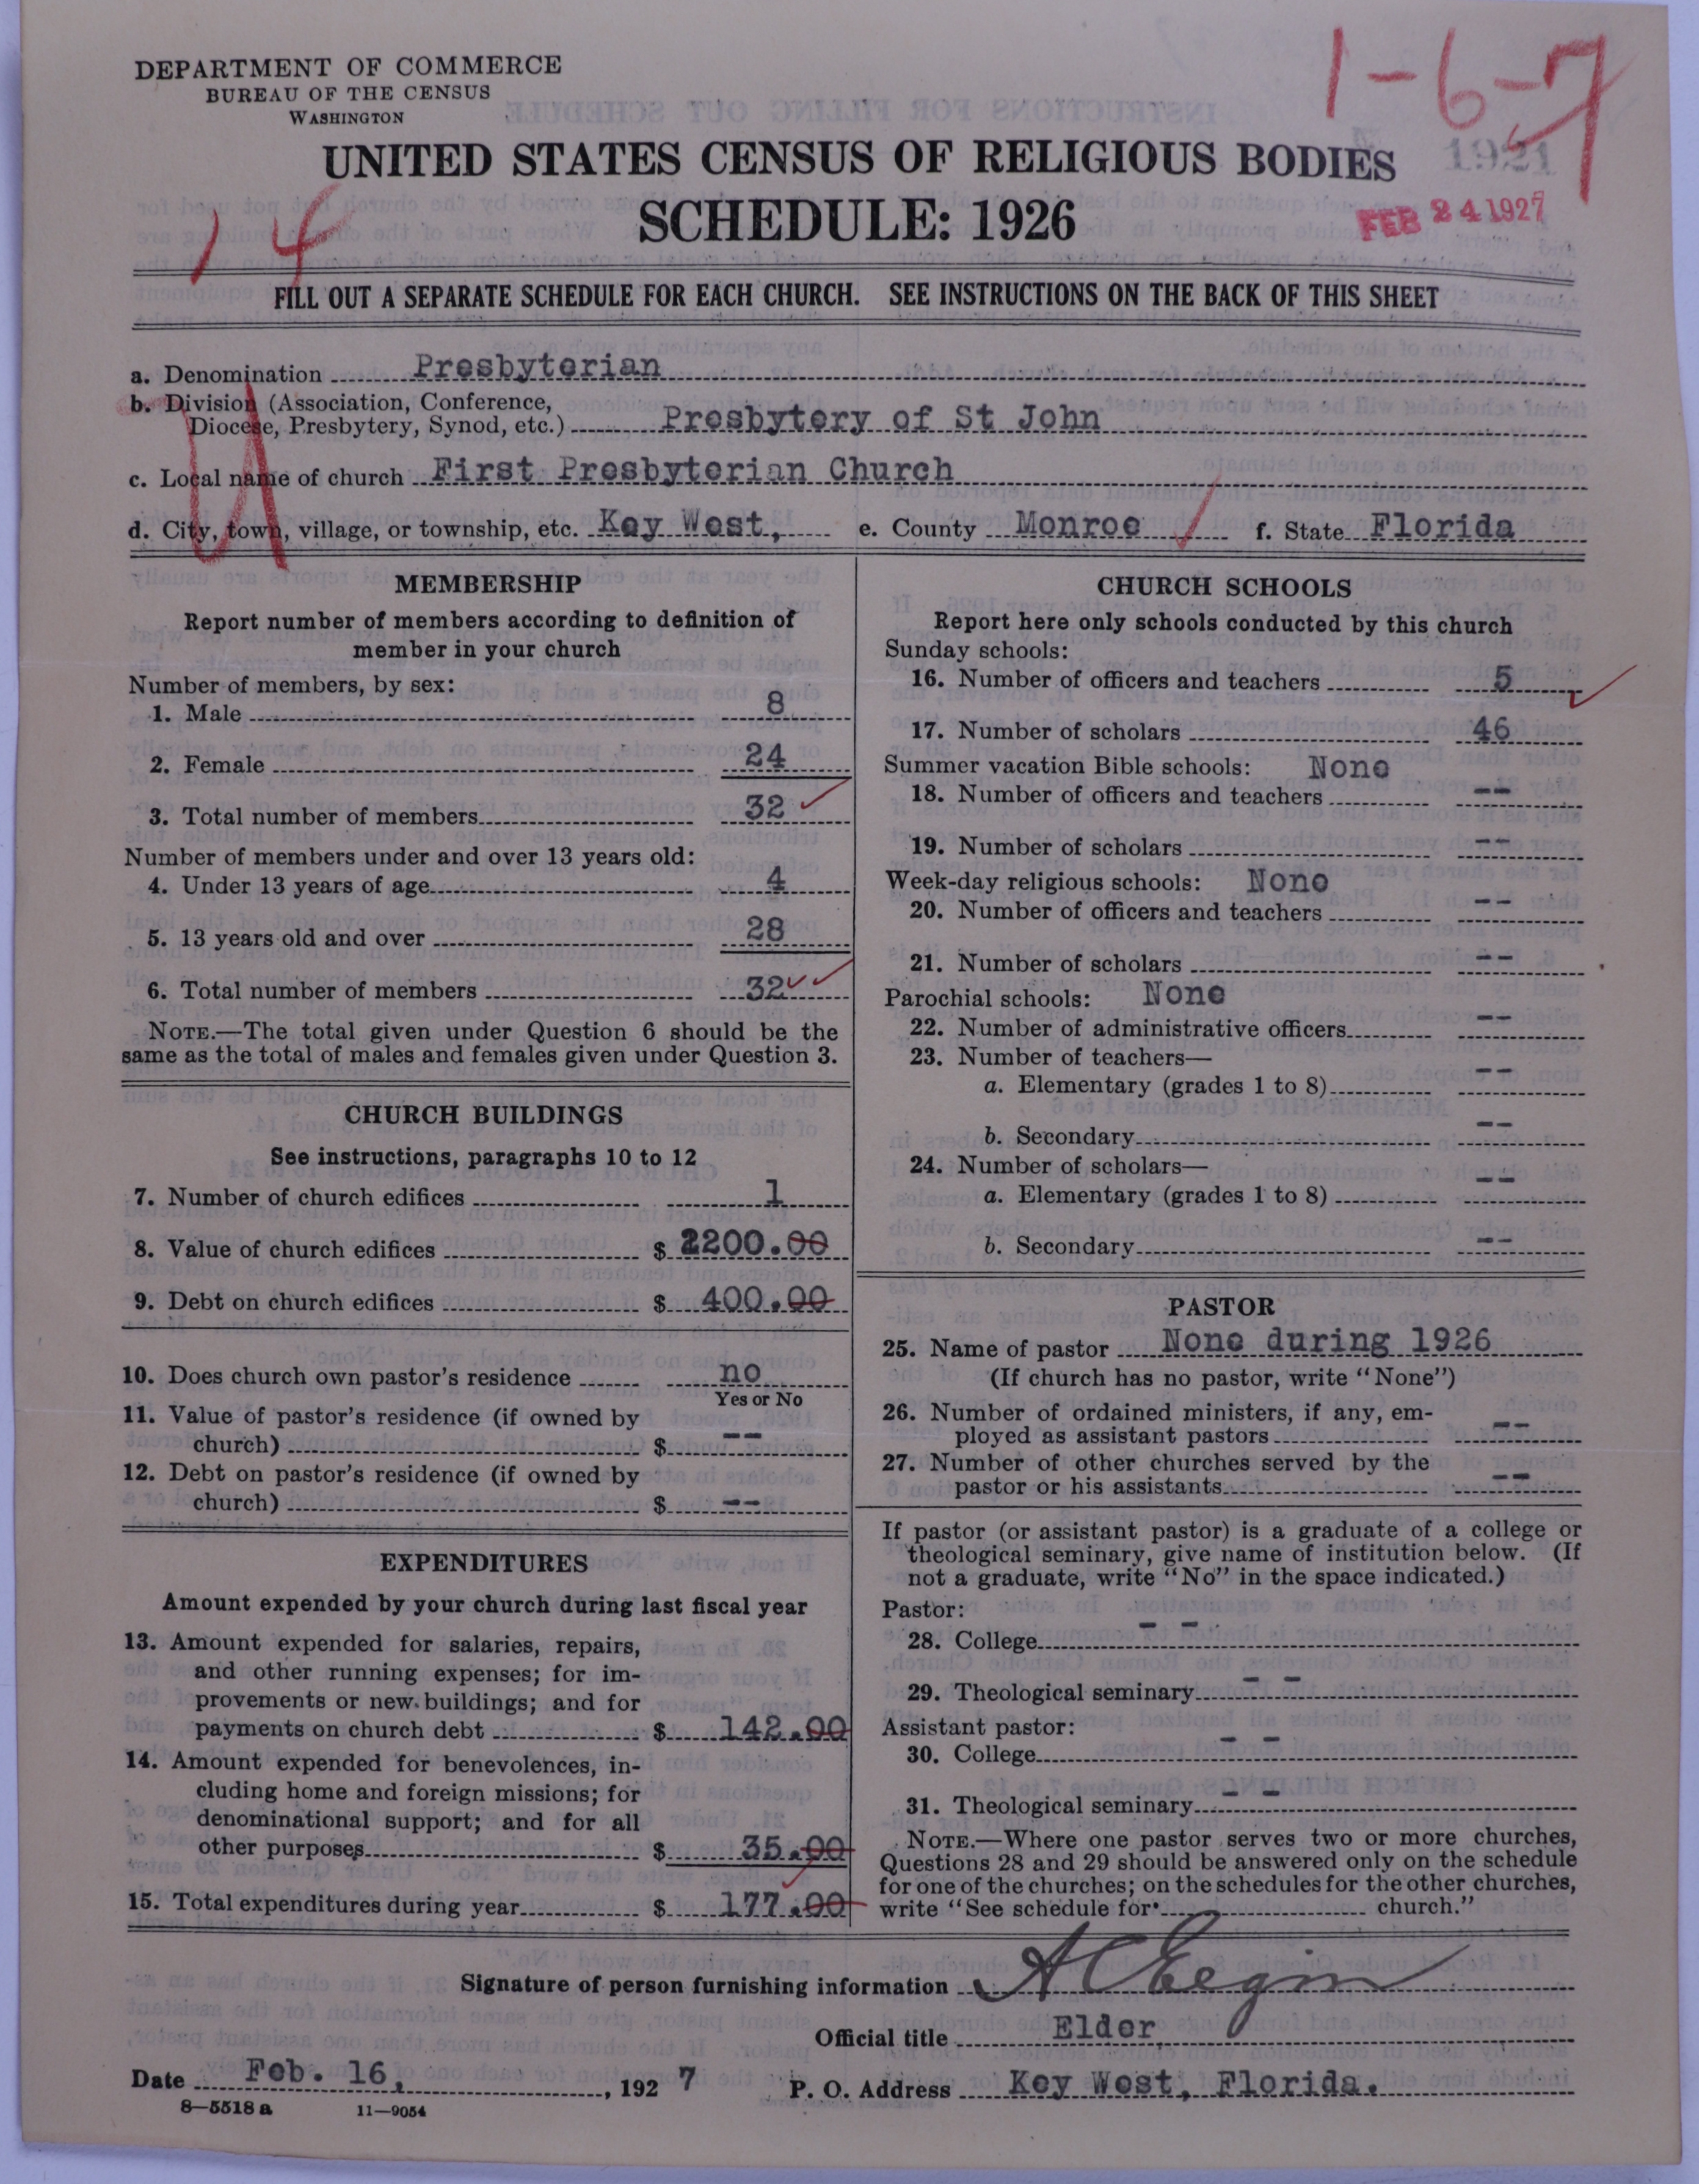 DEPARTMENT OF COMMERCE
BUREAU OF THE CENSUS
WASHINGTON
1-6-7
UNITED STATES CENSUS OF RELIGIOUS BODIES
SCHEDULE: 1926
FEB 24 1927
14
FILL OUT A SEPARATE SCHEDULE FOR EACH CHURCH. SEE INSTRUCTIONS ON THE BACK OF THIS SHEET
a. Denomination Presbyterian
b. Division (Association, Conference,
Diocese, Presbytery, Synod, etc.) Presbytery of St John
c. Local name of church First Presbyterian Church
d. City, town, village, or township, etc. Key West, e. County Monroe f. State Florida
MEMBERSHIP
Report number of members according to definition of
member in your church
Number of members, by sex:
1. Male 8
2. Female 24
3. Total number of members 32
Number of members under and over 13 years old:
4. Under 13 years of age 4
5. 13 years old and over 28
6. Total number of members 32
NOTE.—The total given under Question 6 should be the
same as the total of males and females given under Question 3.
CHURCH BUILDINGS
See instructions, paragraphs 10 to 12
7. Number of church edifices 1
8. Value of church edifices $ 2200.00
9. Debt on church edifices $ 400.00
10. Does church own pastor's residence no
Yes or No
11. Value of pastor's residence (if owned by
church) $ --
12. Debt on pastor's residence (if owned by
church) $ --
EXPENDITURES
Amount expended by your church during last fiscal year
13. Amount expended for salaries, repairs,
and other running expenses; for im-
provements or new buildings; and for
payments on church debt $ 142.00
14. Amount expended for benevolences, in-
cluding home and foreign missions; for
denominational support; and for all
other purposes $ 35.00
15. Total expenditures during year $ 177.00
CHURCH SCHOOLS
Report here only schools conducted by this church
Sunday schools:
16. Number of officers and teachers 5
17. Number of scholars 46
Summer vacation Bible schools: None
18. Number of officers and teachers --
19. Number of scholars --
Week-day religious schools: None
20. Number of officers and teachers --
21. Number of scholars --
Parochial schools: None
22. Number of administrative officers --
23. Number of teachers—
a. Elementary (grades 1 to 8) --
b. Secondary --
24. Number of scholars—
a. Elementary (grades 1 to 8) --
b. Secondary --
PASTOR
25. Name of pastor None during 1926
(If church has no pastor, write "None")
26. Number of ordained ministers, if any, em-
ployed as assistant pastors --
27. Number of other churches served by the
pastor or his assistants --
If pastor (or assistant pastor) is a graduate of a college or
theological seminary, give name of institution below. (If
not a graduate, write "No" in the space indicated.)
Pastor:
28. College - -
29. Theological seminary - -
Assistant pastor:
30. College - -
31. Theological seminary - -
NOTE.—Where one pastor serves two or more churches,
Questions 28 and 29 should be answered only on the schedule
for one of the churches; on the schedules for the other churches,
write "See schedule for church."
Signature of person furnishing information
Official title Elder
Date Feb. 16, 1927 P. O. Address Key West, Florida.
8—5518 a 11—9054